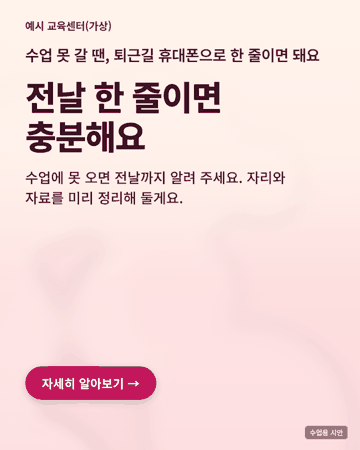 예시 교육센터(가상)
수업 못 갈 땐, 퇴근길 휴대폰으로 한 줄이면 돼요
전날 한 줄이면
충분해요
수업에 못 오면 전날까지 알려 주세요. 자리와
자료를 미리 정리해 둘게요.
자세히 알아보기 →
수업용 시안